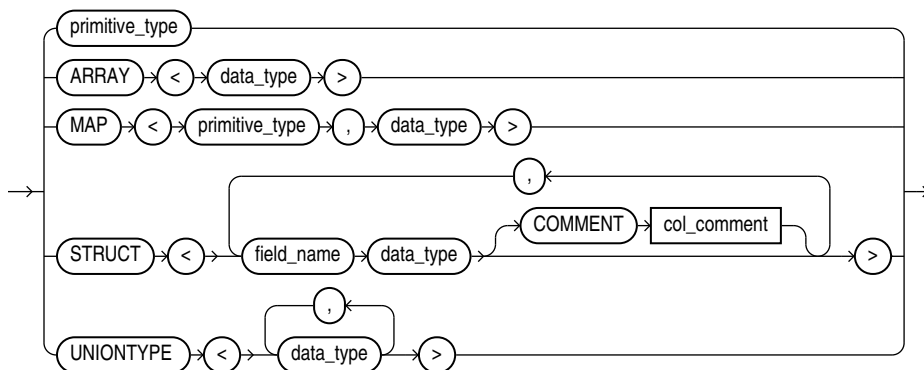 primitive_type
ARRAY < data_type >
MAP < primitive_type , data_type >
,
COMMENT col_comment
STRUCT < field_name data_type >
,
UNIONTYPE < data_type >